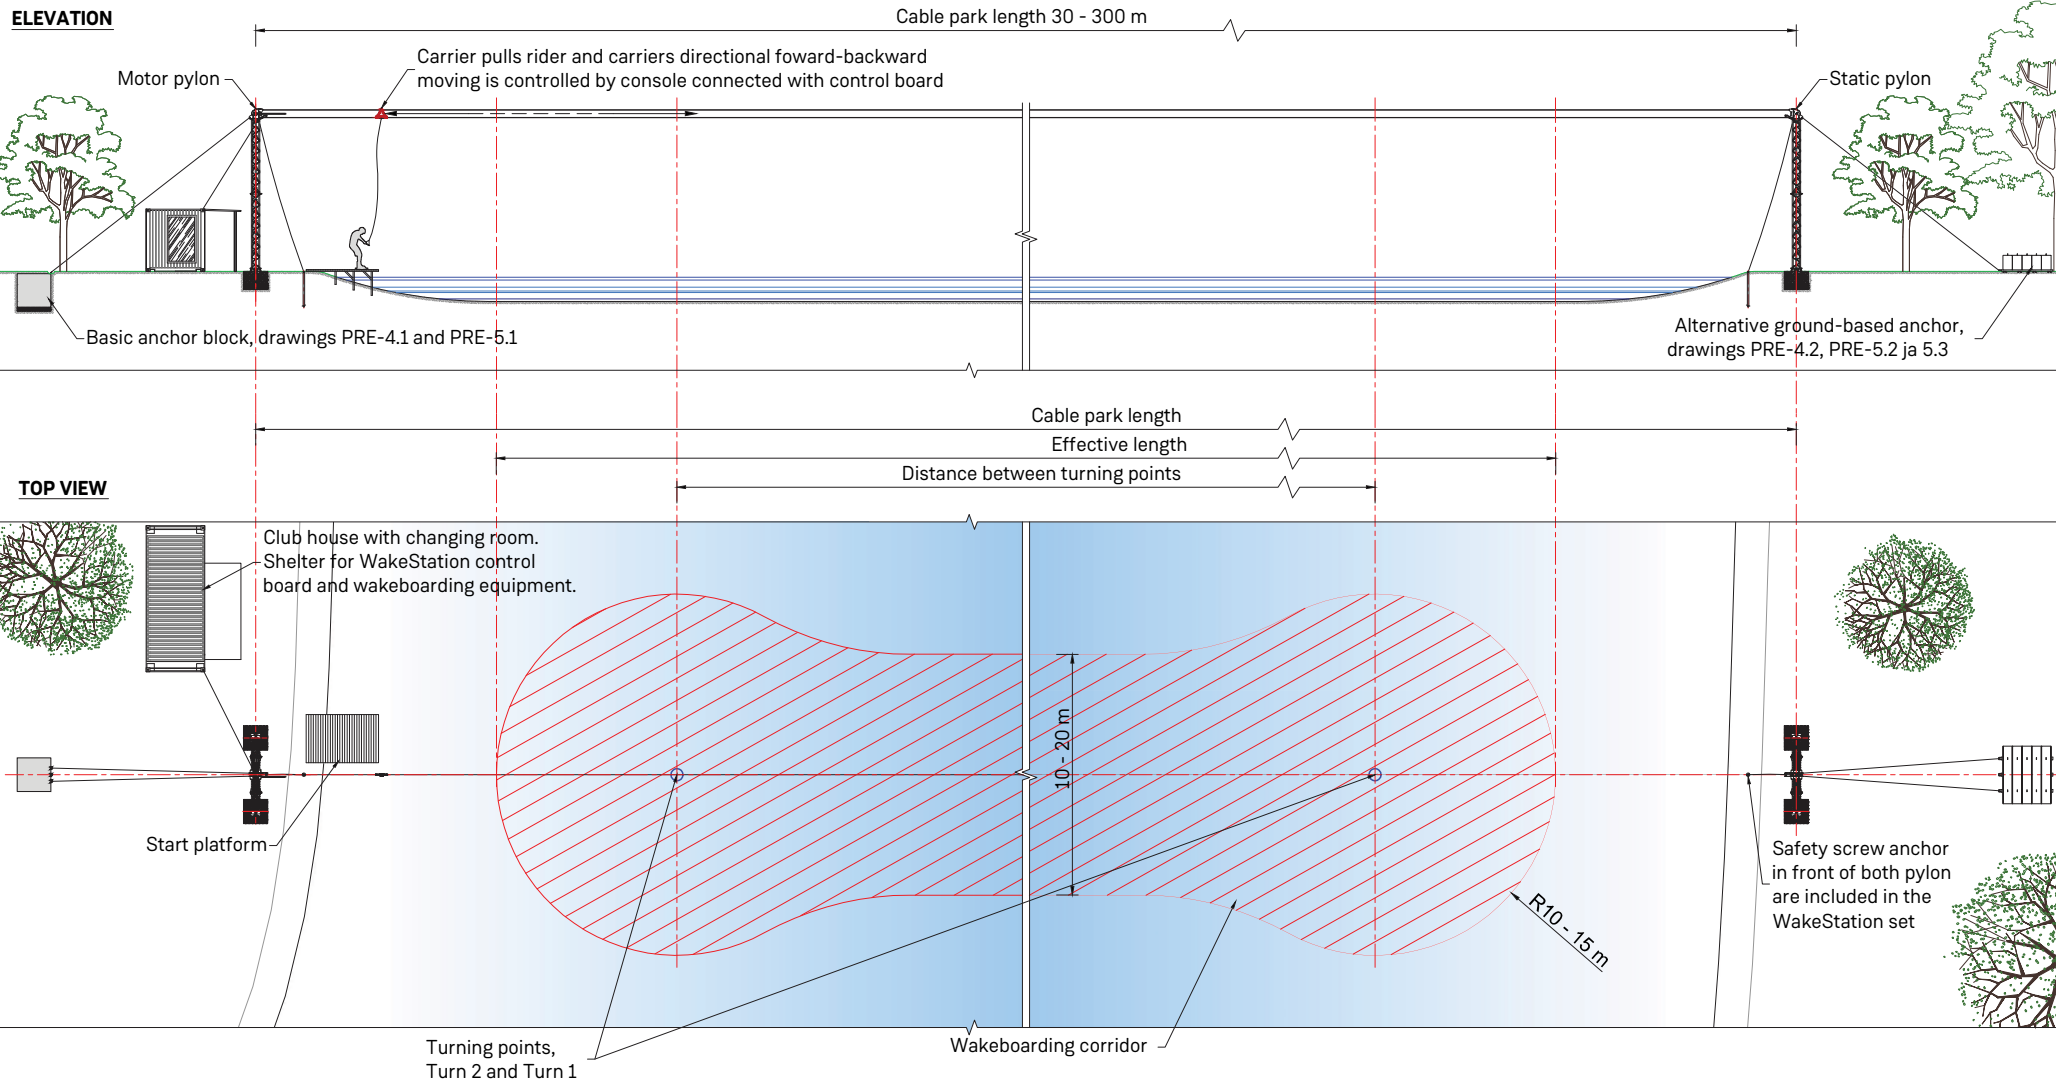 ELEVATION
Cable park length 30 - 300 m
Carrier pulls rider and carriers directional foward-backward
moving is controlled by console connected with control board
Motor pylon
Static pylon
Basic anchor block, drawings PRE-4.1 and PRE-5.1
Alternative ground-based anchor,
drawings PRE-4.2, PRE-5.2 ja 5.3
Cable park length
Effective length
Distance between turning points
TOP VIEW
Club house with changing room.
Shelter for WakeStation control
board and wakeboarding equipment.
10 - 20 m
Start platform
Safety screw anchor
in front of both pylon
are included in the
WakeStation set
R10 - 15 m
Turning points,
Turn 2 and Turn 1
Wakeboarding corridor